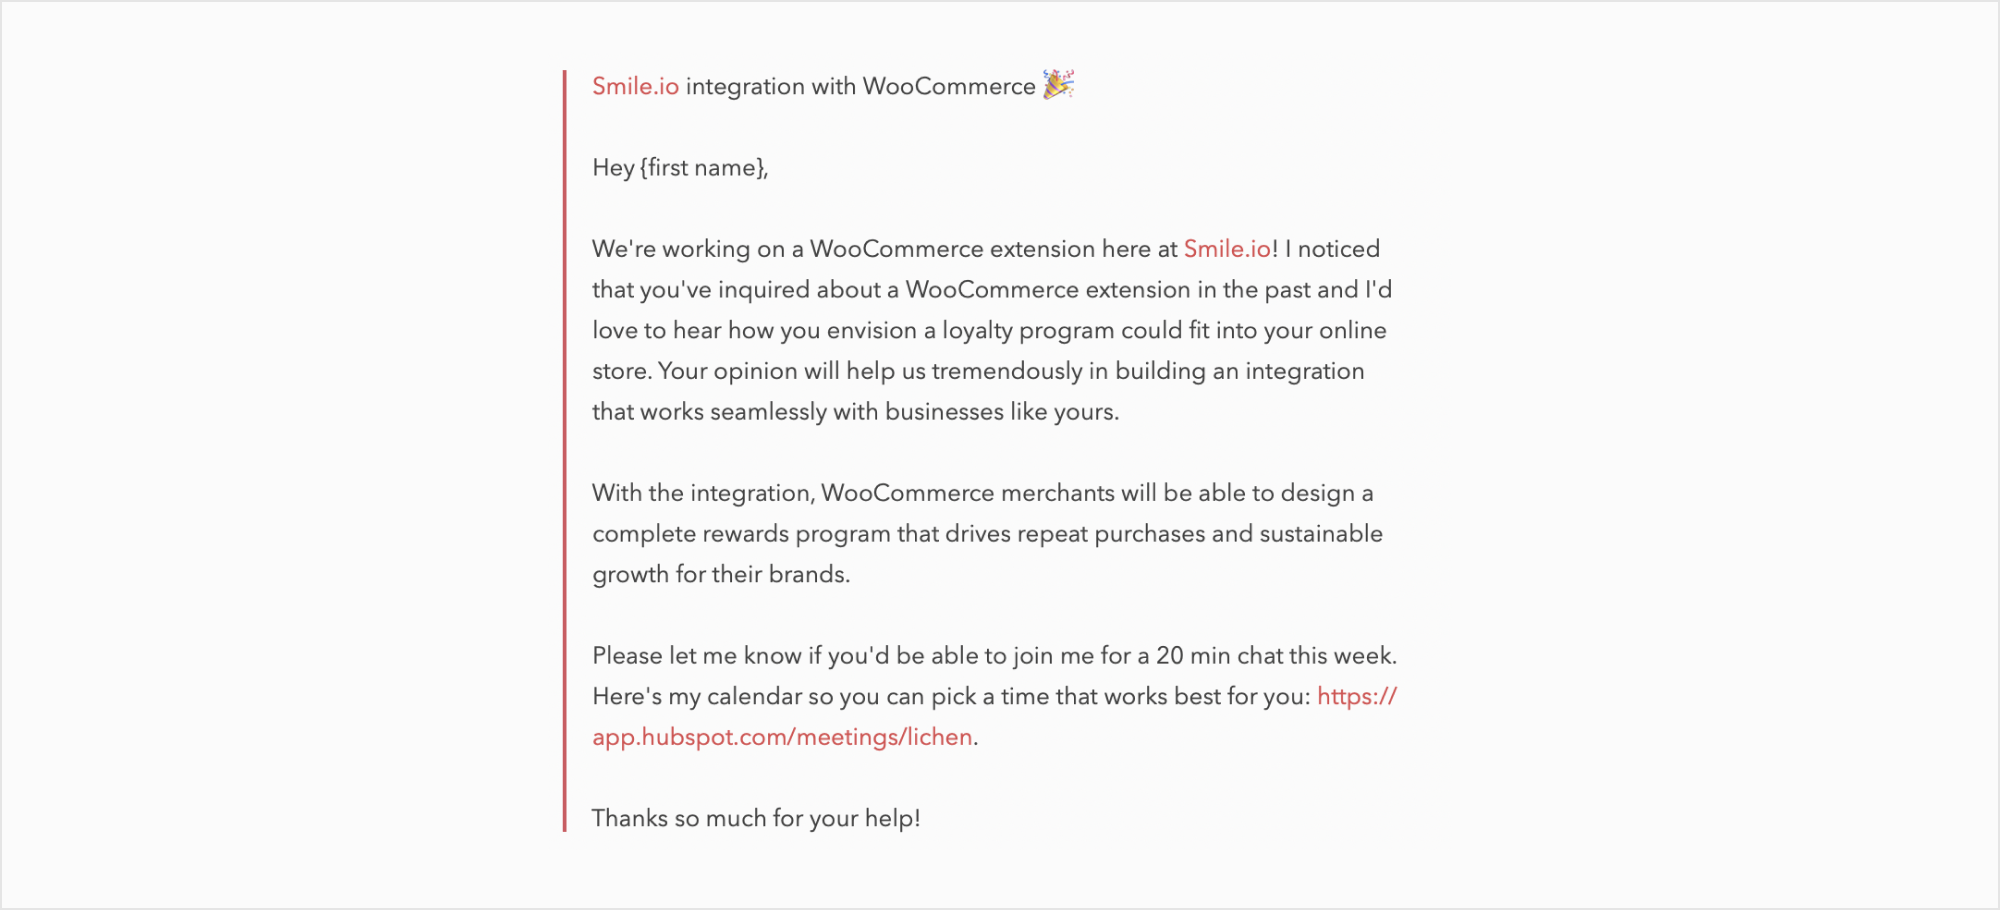 Smile.io integration with WooCommerce 🎉
Hey {first name},
We're working on a WooCommerce extension here at Smile.io! I noticed
that you've inquired about a WooCommerce extension in the past and I'd
love to hear how you envision a loyalty program could fit into your online
store. Your opinion will help us tremendously in building an integration
that works seamlessly with businesses like yours.
With the integration, WooCommerce merchants will be able to design a
complete rewards program that drives repeat purchases and sustainable
growth for their brands.
Please let me know if you'd be able to join me for a 20 min chat this week.
Here's my calendar so you can pick a time that works best for you: https://
app.hubspot.com/meetings/lichen.
Thanks so much for your help!